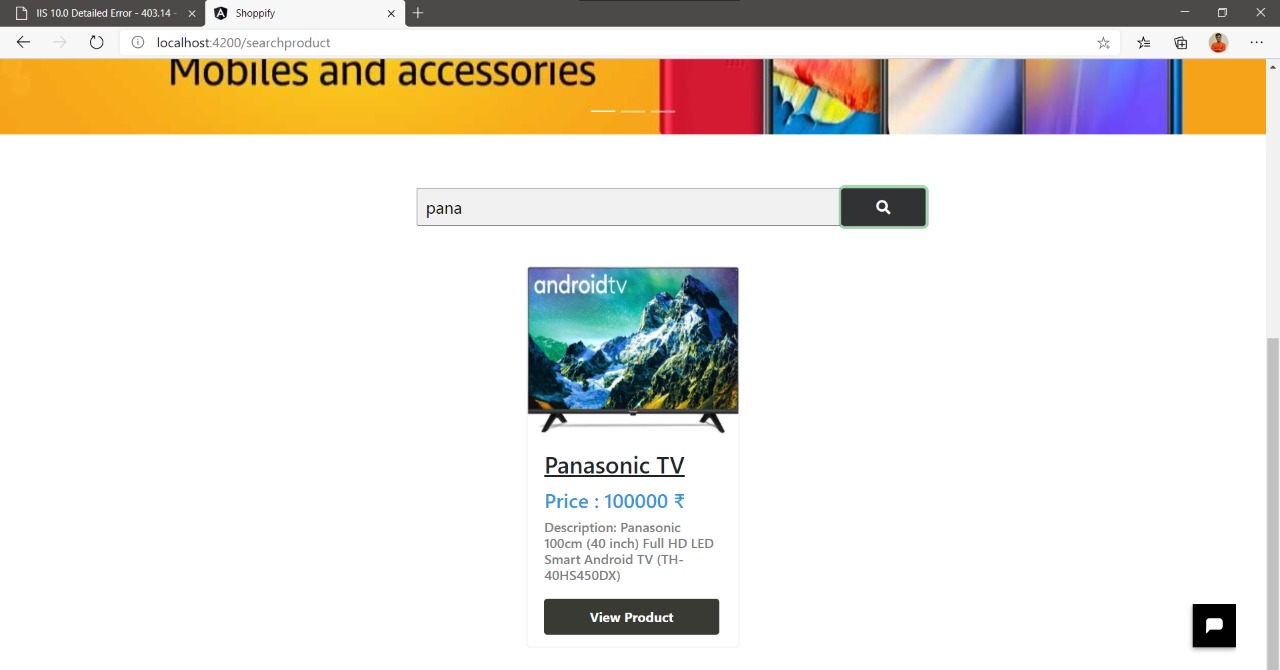 IIS 10.0 Detailed Error - 403.14 -
Shoppify
localhost:4200/searchproduct
Mobiles and accessories
pana
androidtv
Panasonic TV
Price : 100000 ₹
Description: Panasonic
100cm (40 inch) Full HD LED
Smart Android TV (TH-
40HS450DX)
View Product